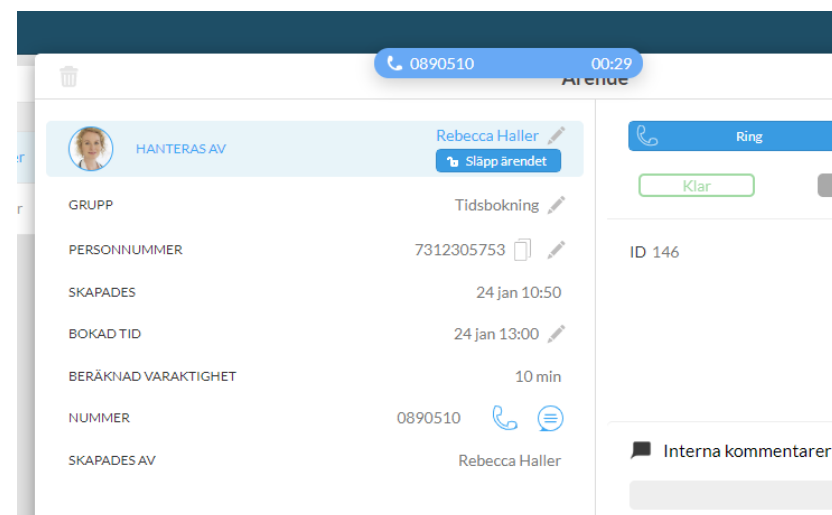 0890510 00:29
Ärende
HANTERAS AV Rebecca Haller
Släpp ärendet
GRUPP Tidsbokning
PERSONNUMMER 7312305753
SKAPADES 24 jan 10:50
BOKAD TID 24 jan 13:00
BERÄKNAD VARAKTIGHET 10 min
NUMMER 0890510
SKAPADES AV Rebecca Haller
Ring
Klar
ID 146
Interna kommentarer